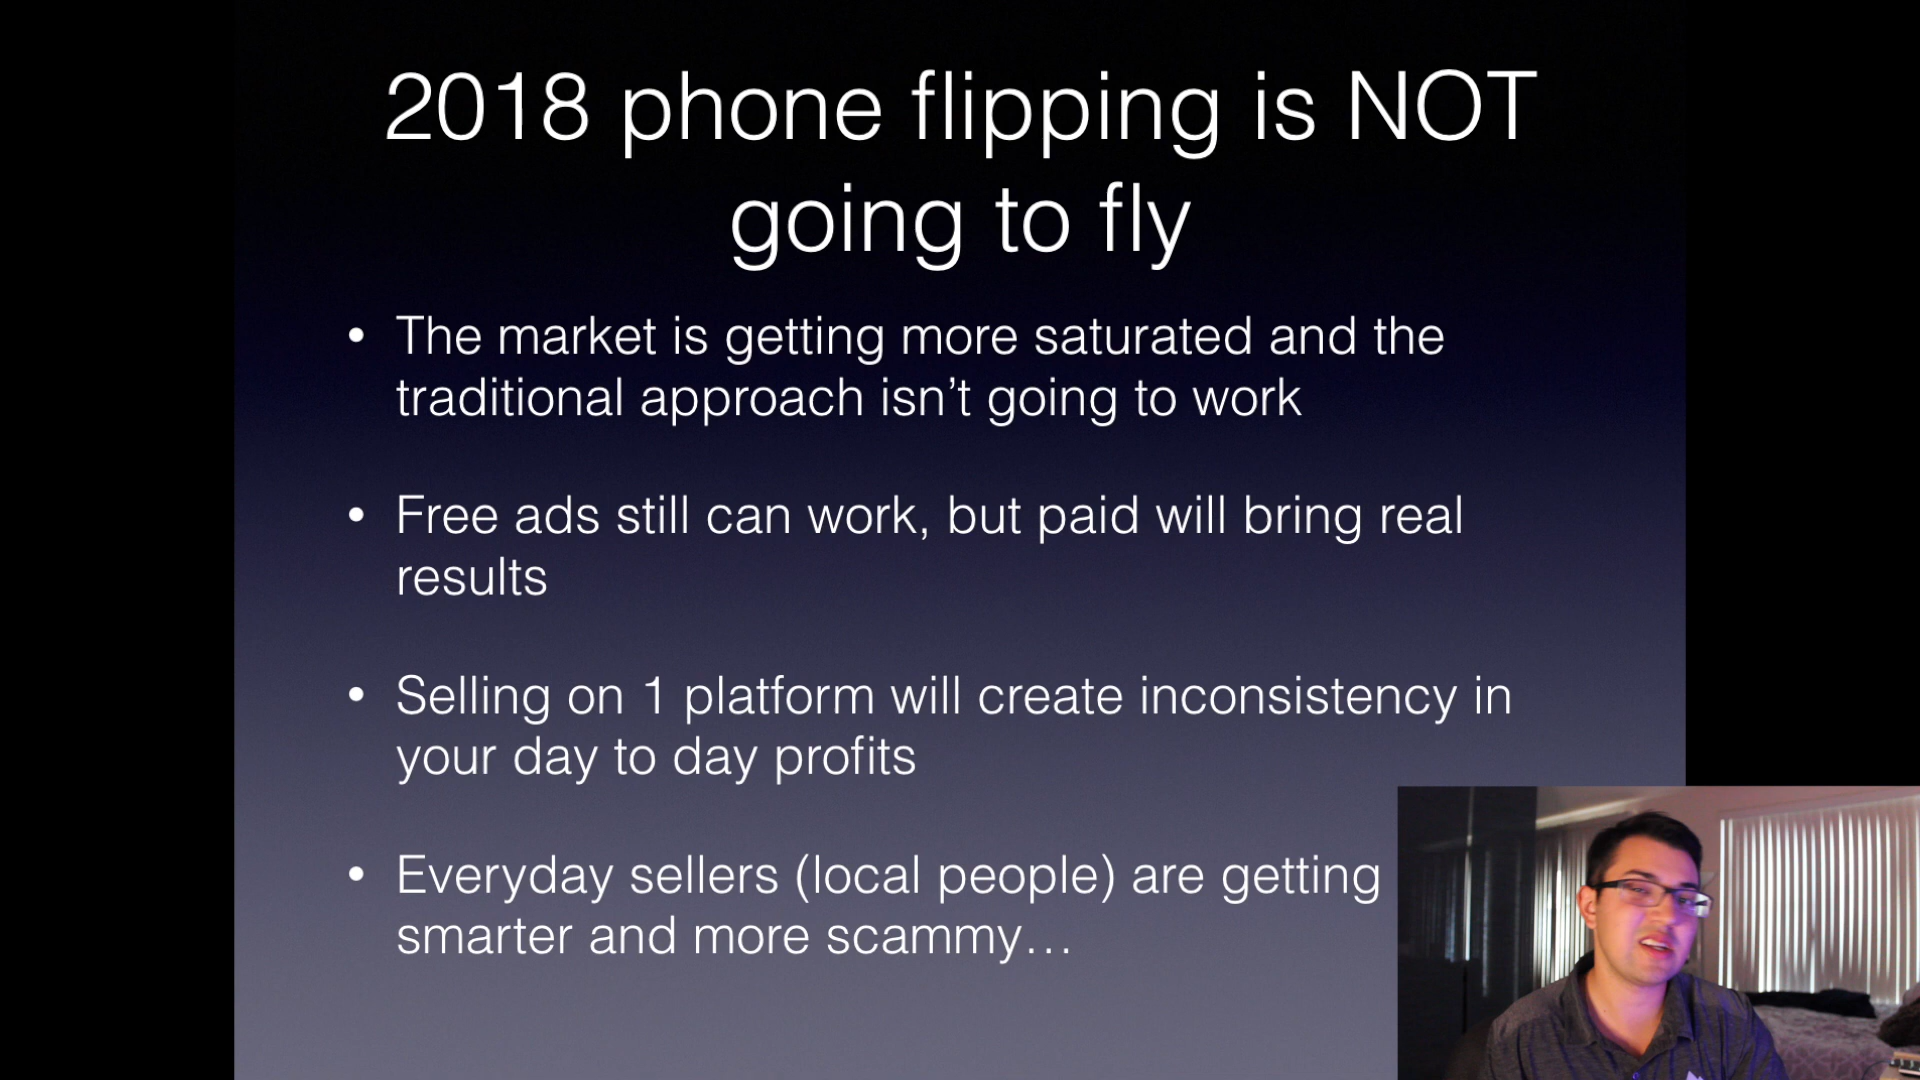 2018 phone flipping is NOT
going to fly
• The market is getting more saturated and the
traditional approach isn’t going to work
• Free ads still can work, but paid will bring real
results
• Selling on 1 platform will create inconsistency in
your day to day profits
• Everyday sellers (local people) are getting
smarter and more scammy…